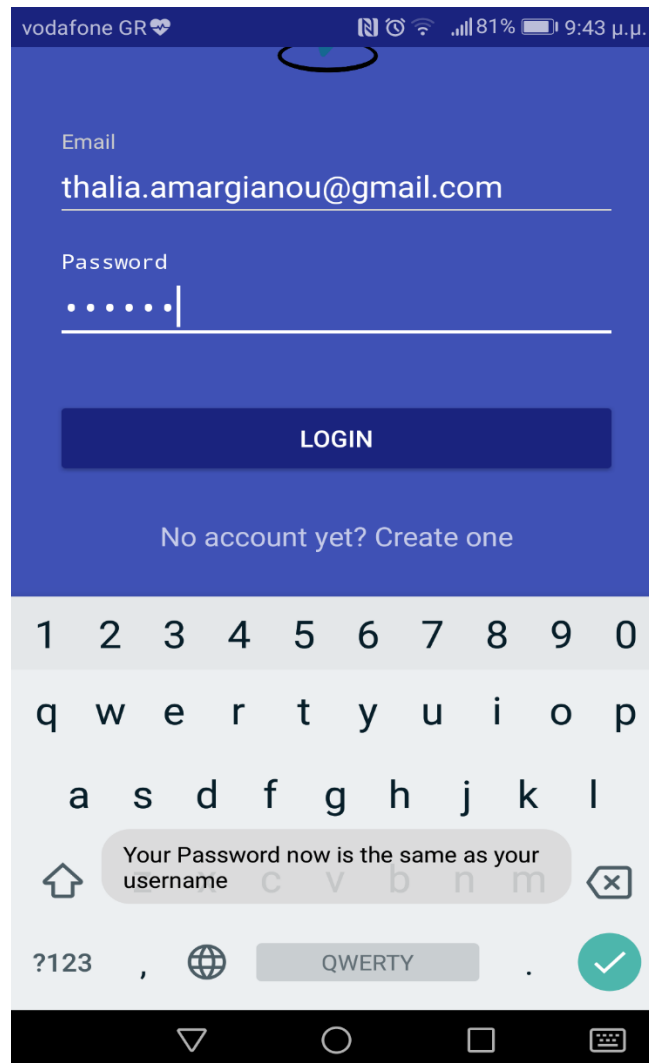 vodafone GR 81% 9:43 μ.μ.
Email
thalia.amargianou@gmail.com
Password
••••••
LOGIN
No account yet? Create one
1 2 3 4 5 6 7 8 9 0
q w e r t y u i o p
a s d f g h j k l
Your Password now is the same as your
username
z x c v b n m
?123 , QWERTY .